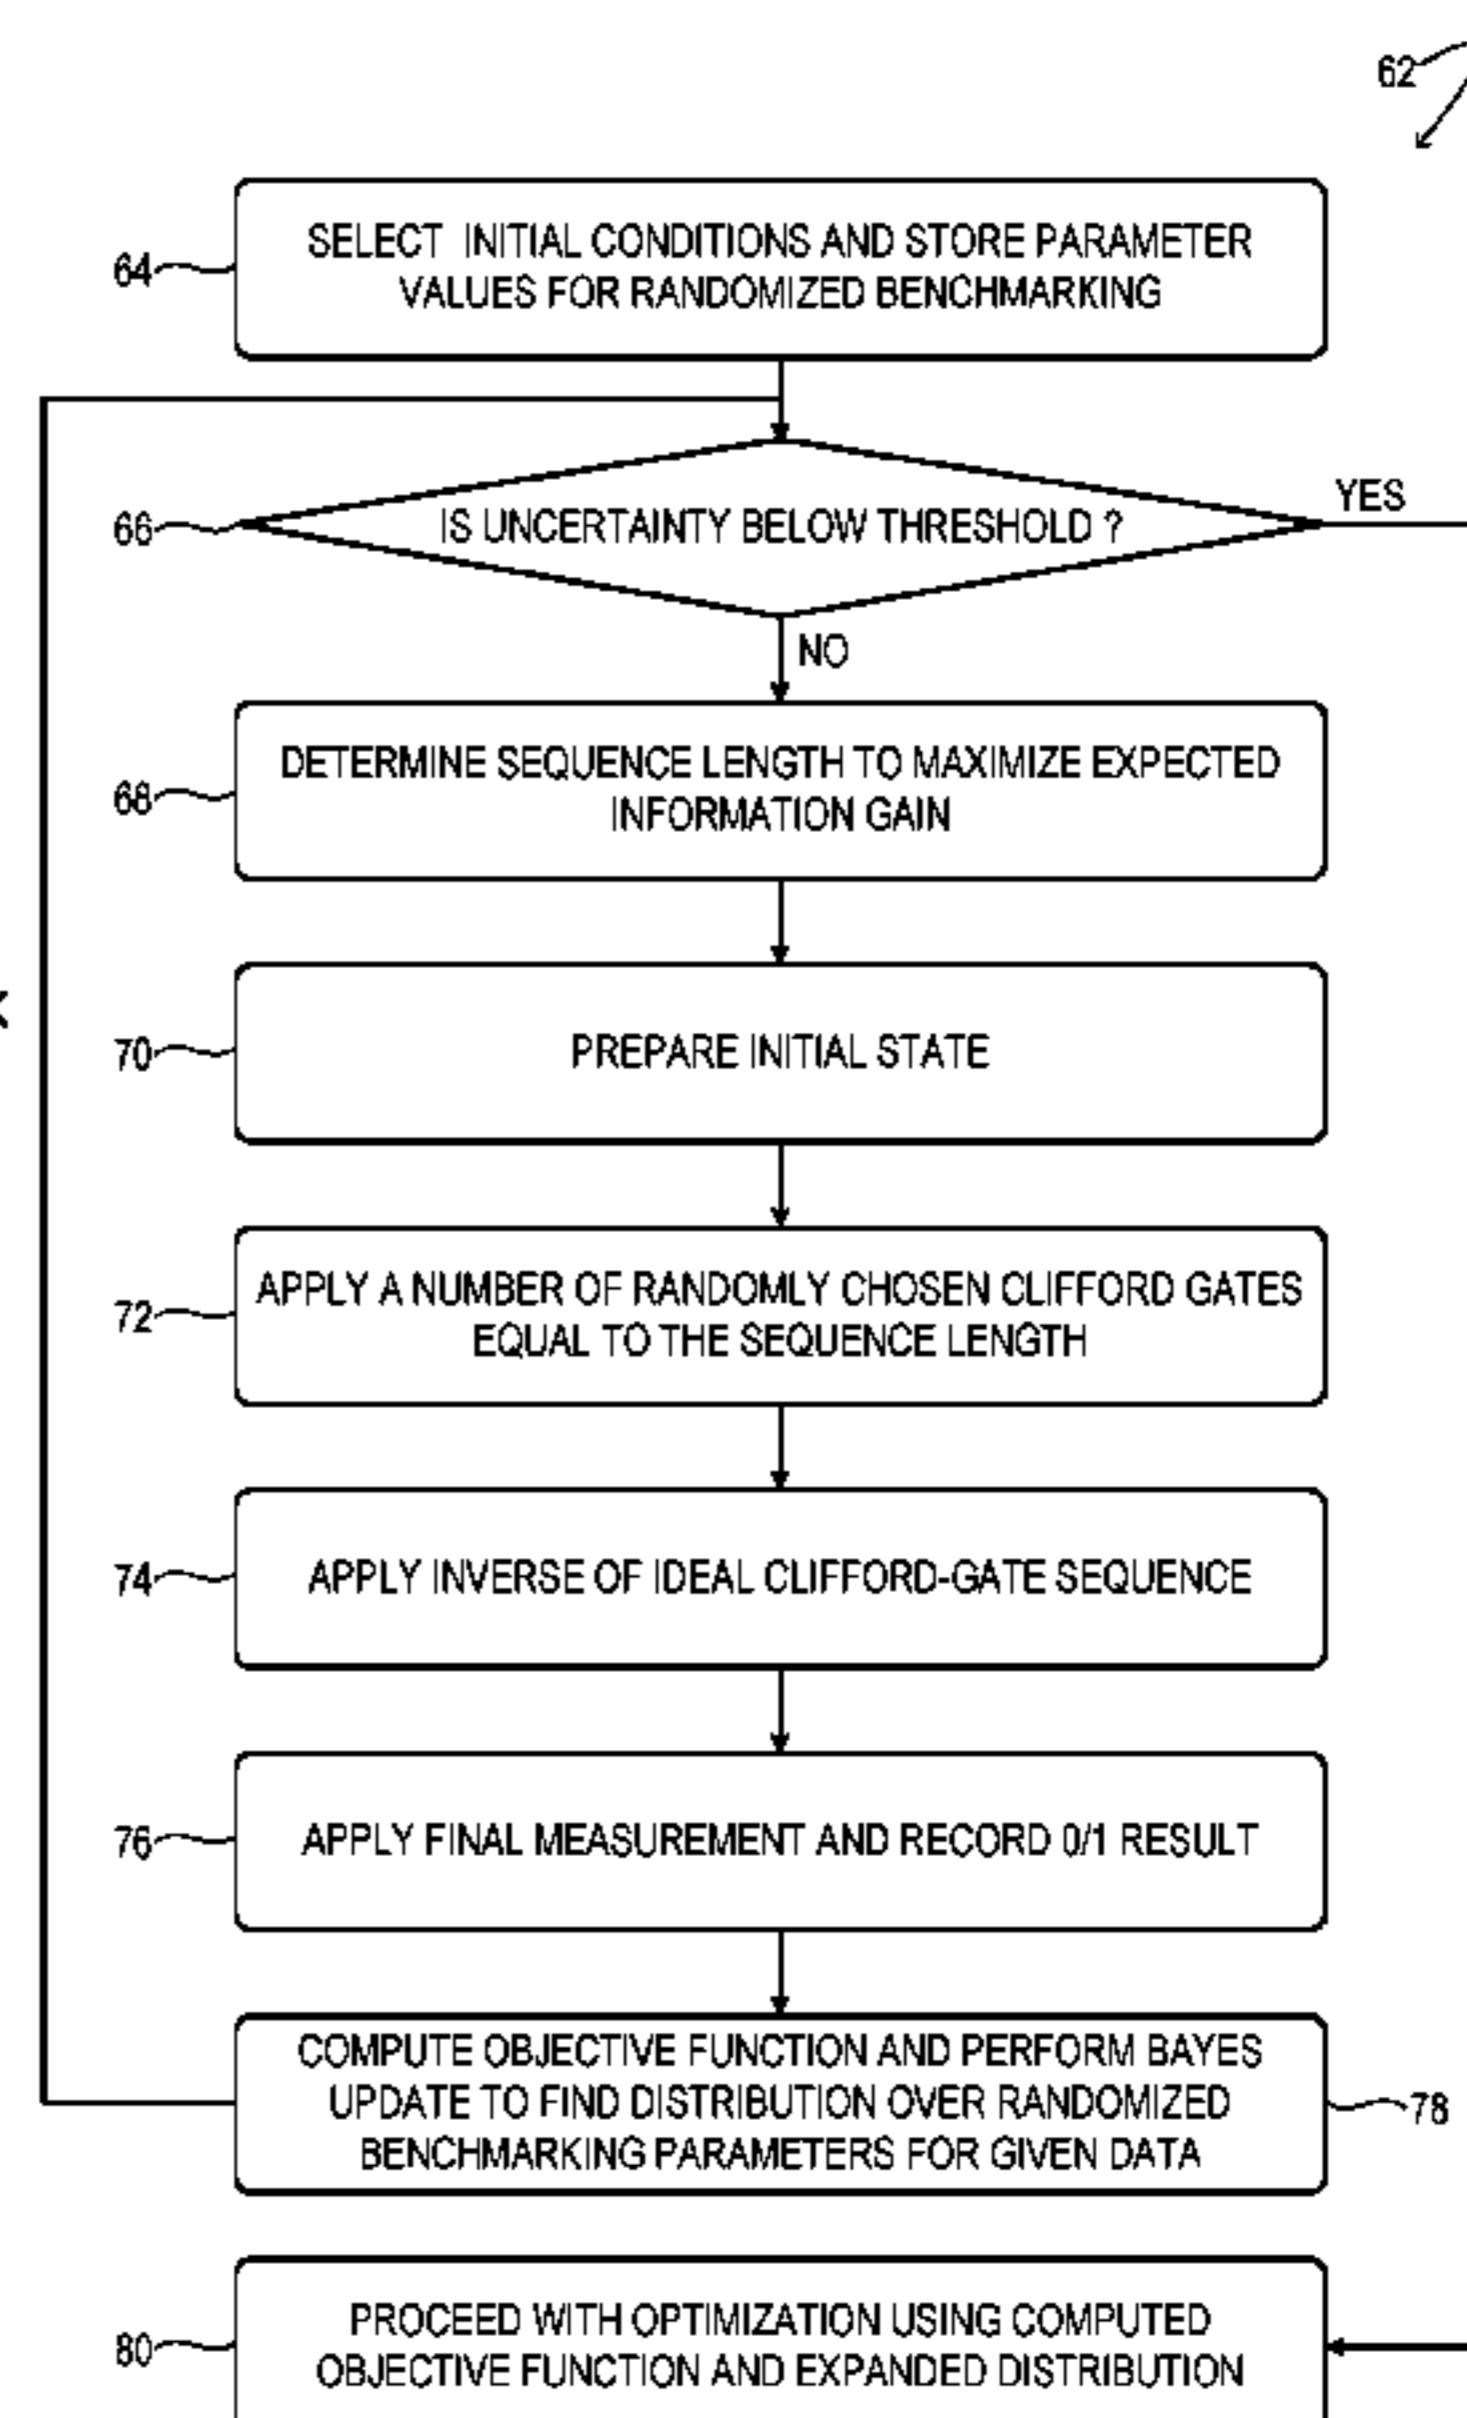 62
64
SELECT INITIAL CONDITIONS AND STORE PARAMETER
VALUES FOR RANDOMIZED BENCHMARKING
66
IS UNCERTAINTY BELOW THRESHOLD ?
YES
NO
68
DETERMINE SEQUENCE LENGTH TO MAXIMIZE EXPECTED
INFORMATION GAIN
70
PREPARE INITIAL STATE
72
APPLY A NUMBER OF RANDOMLY CHOSEN CLIFFORD GATES
EQUAL TO THE SEQUENCE LENGTH
74
APPLY INVERSE OF IDEAL CLIFFORD-GATE SEQUENCE
76
APPLY FINAL MEASUREMENT AND RECORD 0/1 RESULT
COMPUTE OBJECTIVE FUNCTION AND PERFORM BAYES
UPDATE TO FIND DISTRIBUTION OVER RANDOMIZED
BENCHMARKING PARAMETERS FOR GIVEN DATA
78
80
PROCEED WITH OPTIMIZATION USING COMPUTED
OBJECTIVE FUNCTION AND EXPANDED DISTRIBUTION